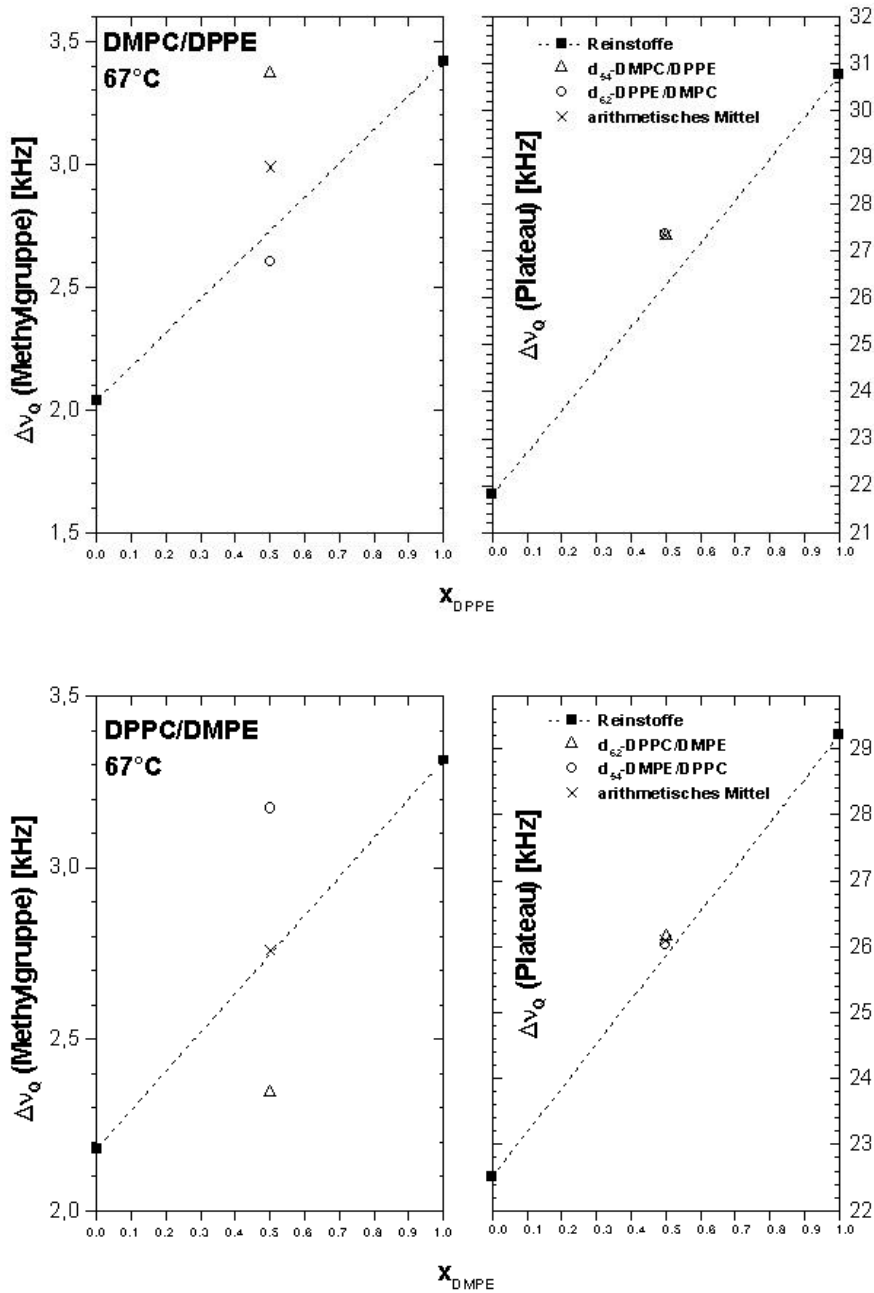 DMPC/DPPE
67°C
Δν_Q (Methylgruppe) [kHz]
3,5
3,0
2,5
2,0
1,5
0.0 0.1 0.2 0.3 0.4 0.5 0.6 0.7 0.8 0.9 1.0
Reinstoffe
d₅₄-DMPC/DPPE
d₆₂-DPPE/DMPC
arithmetisches Mittel
Δν_Q (Plateau) [kHz]
32
31
30
29
28
27
26
25
24
23
22
21
0.0 0.1 0.2 0.3 0.4 0.5 0.6 0.7 0.8 0.9 1.0
X_DPPE
DPPC/DMPE
67°C
Δν_Q (Methylgruppe) [kHz]
3,5
3,0
2,5
2,0
0.0 0.1 0.2 0.3 0.4 0.5 0.6 0.7 0.8 0.9 1.0
Reinstoffe
d₆₂-DPPC/DMPE
d₅₄-DMPE/DPPC
arithmetisches Mittel
Δν_Q (Plateau) [kHz]
29
28
27
26
25
24
23
22
0.0 0.1 0.2 0.3 0.4 0.5 0.6 0.7 0.8 0.9 1.0
X_DMPE